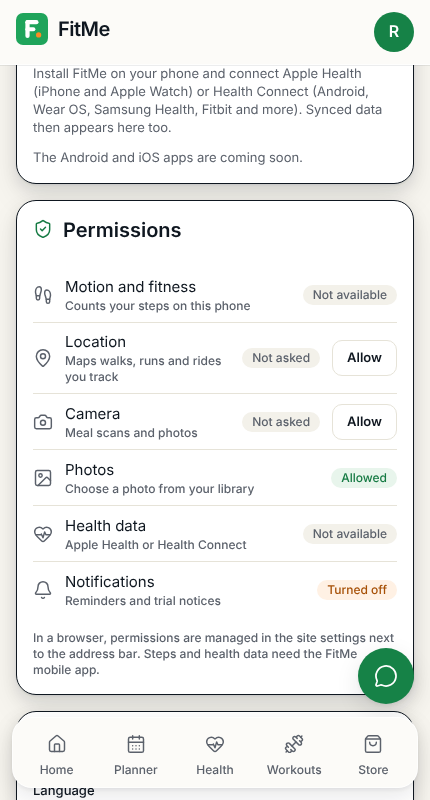 F. FitMe
R
Install FitMe on your phone and connect Apple Health
(iPhone and Apple Watch) or Health Connect (Android,
Wear OS, Samsung Health, Fitbit and more). Synced data
then appears here too.
The Android and iOS apps are coming soon.
Permissions
Motion and fitness
Counts your steps on this phone
Not available
Location
Maps walks, runs and rides
you track
Not asked
Allow
Camera
Meal scans and photos
Not asked
Allow
Photos
Choose a photo from your library
Allowed
Health data
Apple Health or Health Connect
Not available
Notifications
Reminders and trial notices
Turned off
In a browser, permissions are managed in the site settings next
to the address bar. Steps and health data need the FitMe
mobile app.
Home
Planner
Health
Workouts
Store
Language